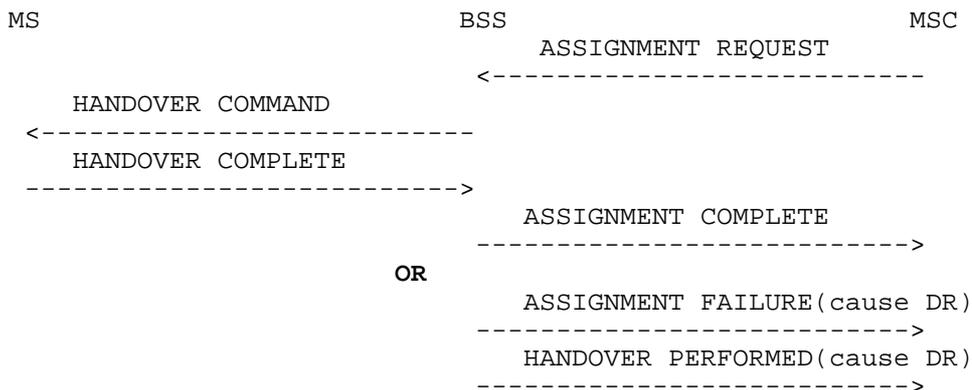 MS BSS MSC
ASSIGNMENT REQUEST
<----------------------------
HANDOVER COMMAND
<---------------------------
HANDOVER COMPLETE
--------------------------->
ASSIGNMENT COMPLETE
--------------------------->
OR
ASSIGNMENT FAILURE(cause DR)
--------------------------->
HANDOVER PERFORMED(cause DR)
--------------------------->